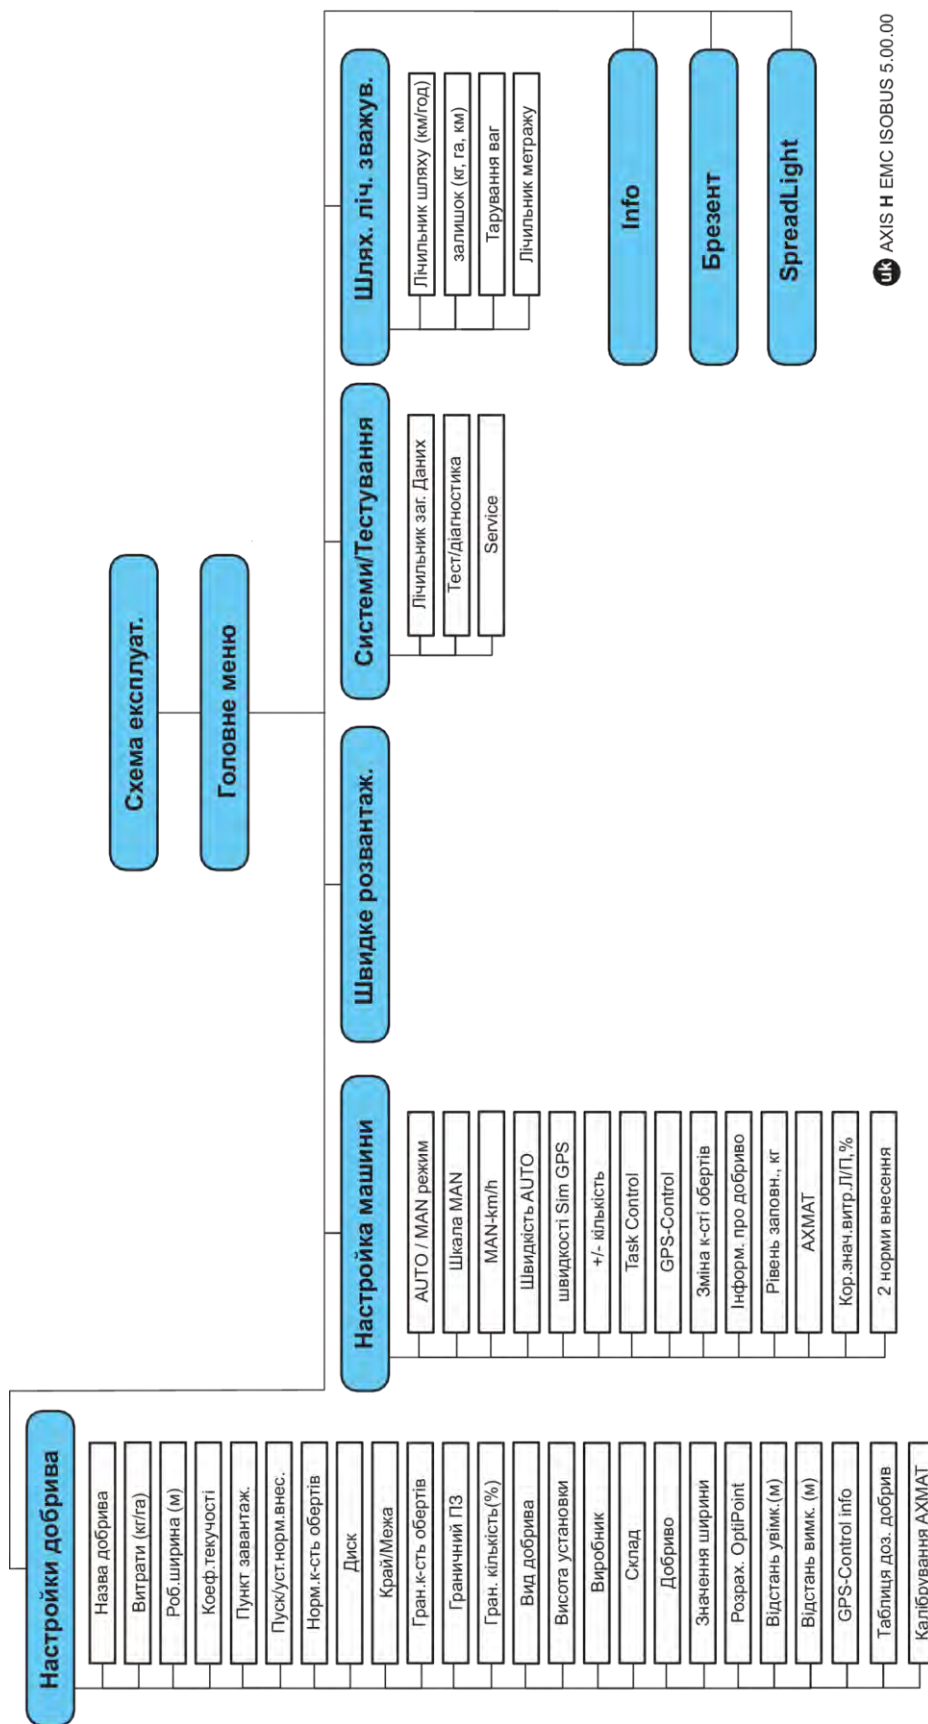 Схема експлуат.
Головне меню
Настройки добрива
Назва добрива
Витрати (кг/га)
Роб.ширина (м)
Коеф.текучості
Пункт завантаж.
Пуск/уст.норм.внес.
Норм.к-сть обертів
Диск
Край/Межа
Гран.к-сть обертів
Граничний ПЗ
Гран. кількість(%)
Вид добрива
Висота установки
Виробник
Склад
Добриво
Значення ширини
Розрах. OptiPoint
Відстань увімк.(м)
Відстань вимк. (м)
GPS-Control info
Таблиця доз. добрив
Калібрування АХМАТ
Настройка машини
AUTO / MAN режим
Шкала MAN
MAN-km/h
Швидкість AUTO
швидкості Sim GPS
+/- кількість
Task Control
GPS-Control
Зміна к-сті обертів
Інформ. про добриво
Рівень заповн., кг
АХМАТ
Кор.знач.витр.Л/П,%
2 норми внесення
Швидке розвантаж.
Системи/Тестування
Лічильник заг. Даних
Тест/діагностика
Service
Шлях. ліч. зважув.
Лічильник шляху (км/год)
залишок (кг, га, км)
Тарування ваг
Лічильник метражу
Info
Брезент
SpreadLight
uk AXIS H EMC ISOBUS 5.00.00